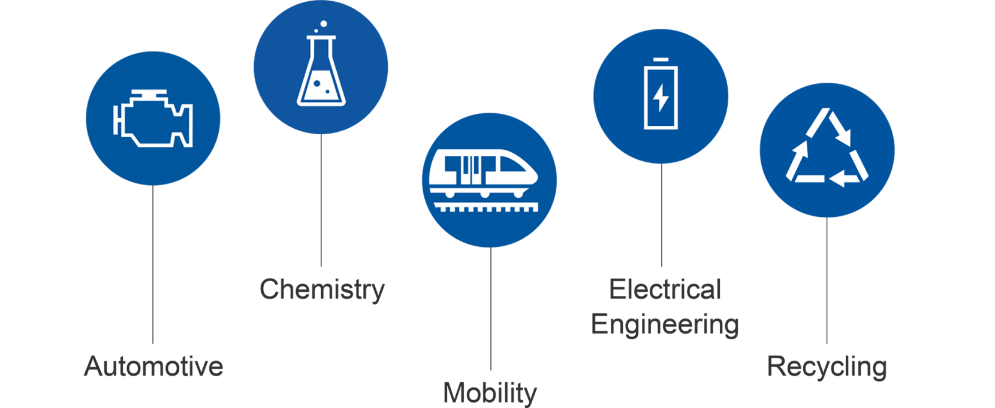 Automotive
Chemistry
Mobility
Electrical
Engineering
Recycling